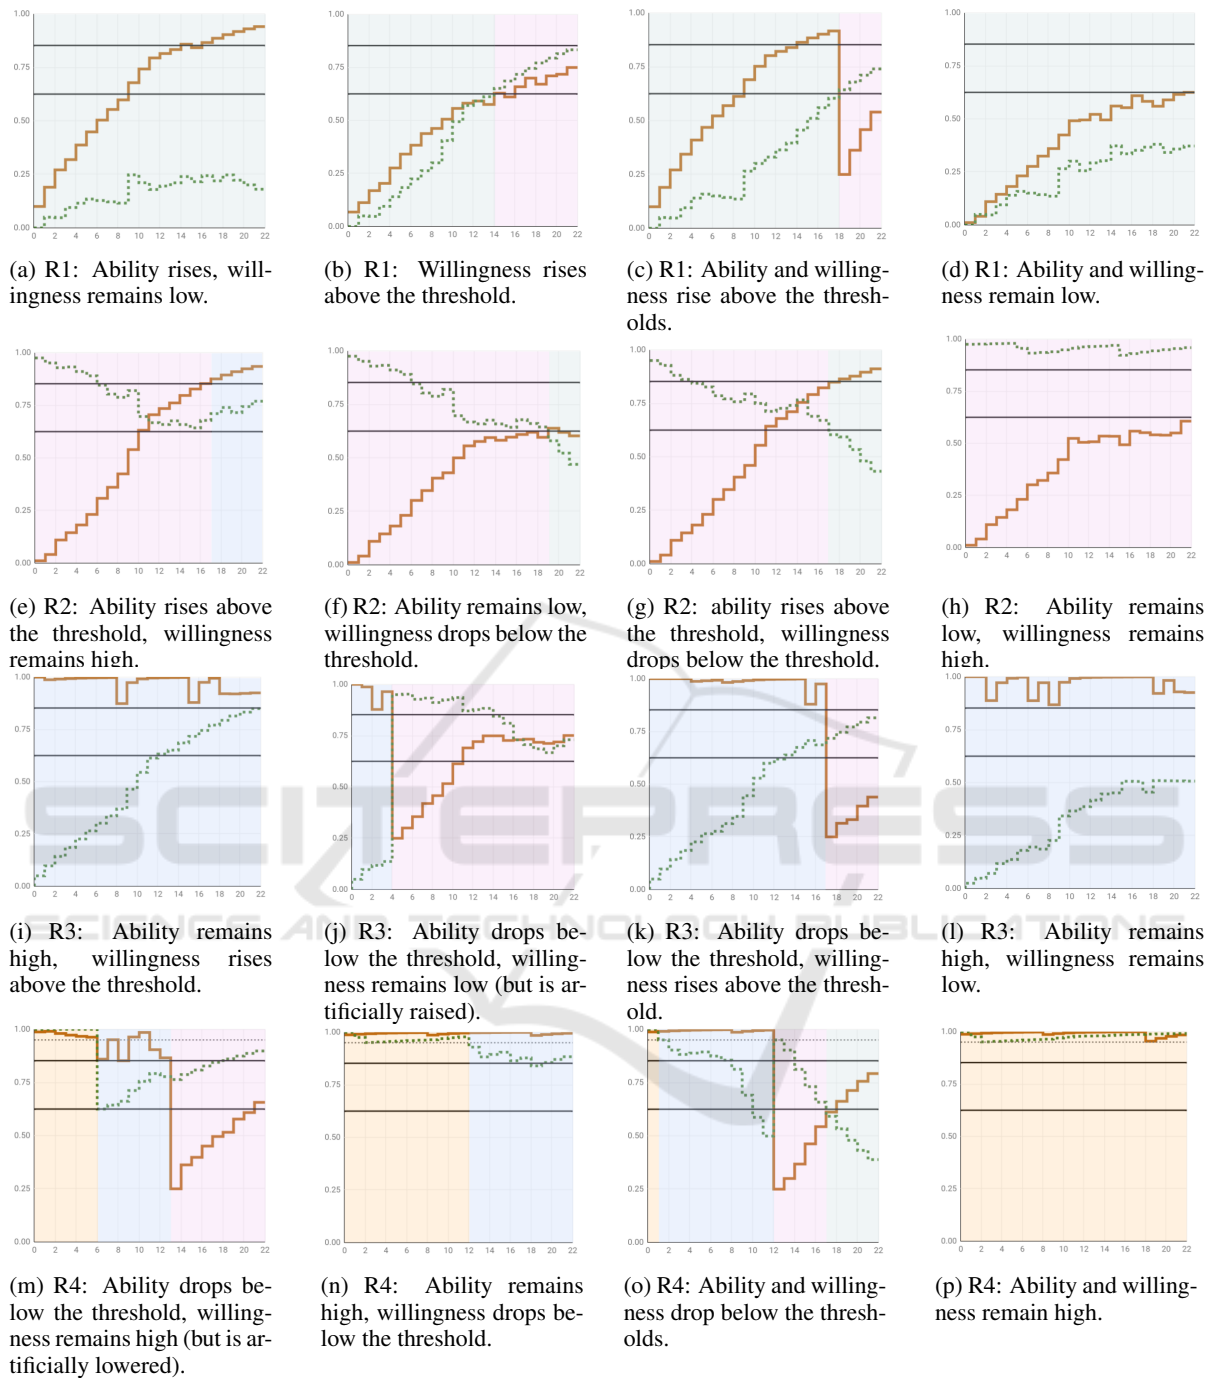 (a) R1: Ability rises, will-
ingness remains low.
(b) R1: Willingness rises
above the threshold.
(c) R1: Ability and willing-
ness rise above the thresh-
olds.
(d) R1: Ability and willing-
ness remain low.
(e) R2: Ability rises above
the threshold, willingness
remains high.
(f) R2: Ability remains low,
willingness drops below the
threshold.
(g) R2: ability rises above
the threshold, willingness
drops below the threshold.
(h) R2: Ability remains
low, willingness remains
high.
(i) R3: Ability remains
high, willingness rises
above the threshold.
(j) R3: Ability drops be-
low the threshold, willing-
ness remains low (but is ar-
tificially raised).
(k) R3: Ability drops be-
low the threshold, willing-
ness rises above the thresh-
old.
(l) R3: Ability remains
high, willingness remains
low.
SCITEPRESS
SCIENCE AND TECHNOLOGY PUBLICATIONS
(m) R4: Ability drops be-
low the threshold, willing-
ness remains high (but is ar-
tificially lowered).
(n) R4: Ability remains
high, willingness drops be-
low the threshold.
(o) R4: Ability and willing-
ness drop below the thresh-
olds.
(p) R4: Ability and willing-
ness remain high.